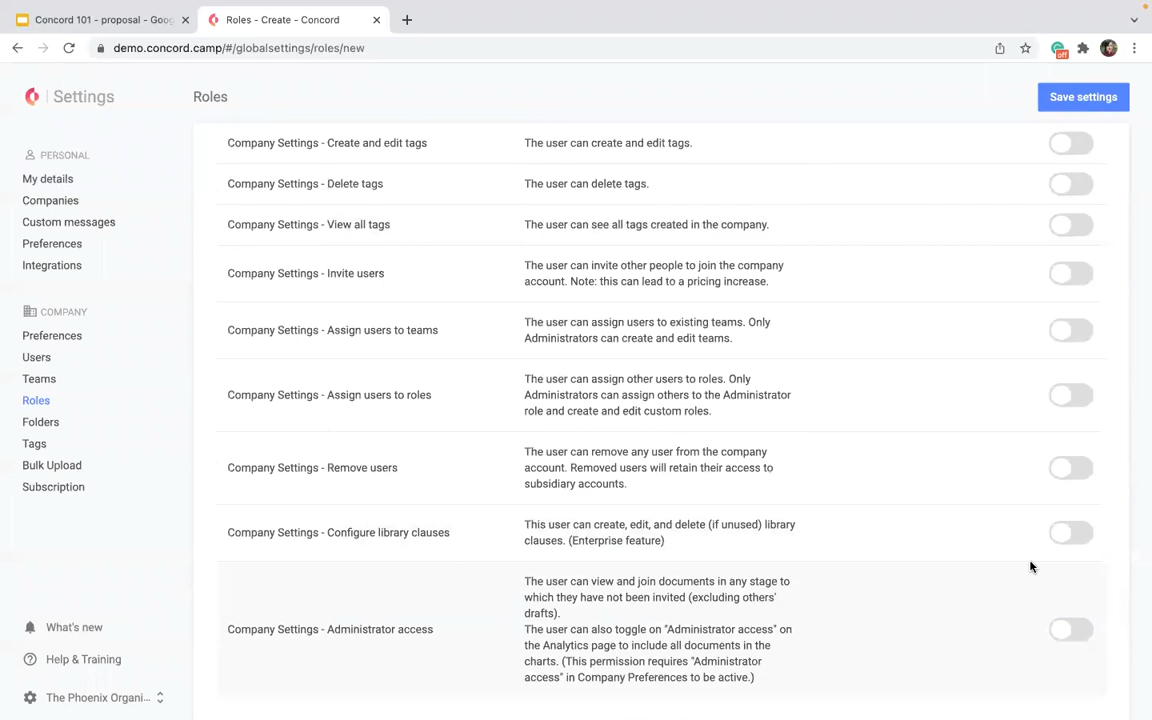 Concord 101 - proposal - Goog
Roles - Create - Concord
demo.concord.camp/#/globalsettings/roles/new
off
Settings
Roles
Save settings
PERSONAL
My details
Companies
Custom messages
Preferences
Integrations
COMPANY
Preferences
Users
Teams
Roles
Folders
Tags
Bulk Upload
Subscription
What's new
Help & Training
The Phoenix Organi...
Company Settings - Create and edit tags
The user can create and edit tags.
Company Settings - Delete tags
The user can delete tags.
Company Settings - View all tags
The user can see all tags created in the company.
Company Settings - Invite users
The user can invite other people to join the company
account. Note: this can lead to a pricing increase.
Company Settings - Assign users to teams
The user can assign users to existing teams. Only
Administrators can create and edit teams.
Company Settings - Assign users to roles
The user can assign other users to roles. Only
Administrators can assign others to the Administrator
role and create and edit custom roles.
Company Settings - Remove users
The user can remove any user from the company
account. Removed users will retain their access to
subsidiary accounts.
Company Settings - Configure library clauses
This user can create, edit, and delete (if unused) library
clauses. (Enterprise feature)
Company Settings - Administrator access
The user can view and join documents in any stage to
which they have not been invited (excluding others'
drafts).
The user can also toggle on "Administrator access" on
the Analytics page to include all documents in the
charts. (This permission requires "Administrator
access" in Company Preferences to be active.)